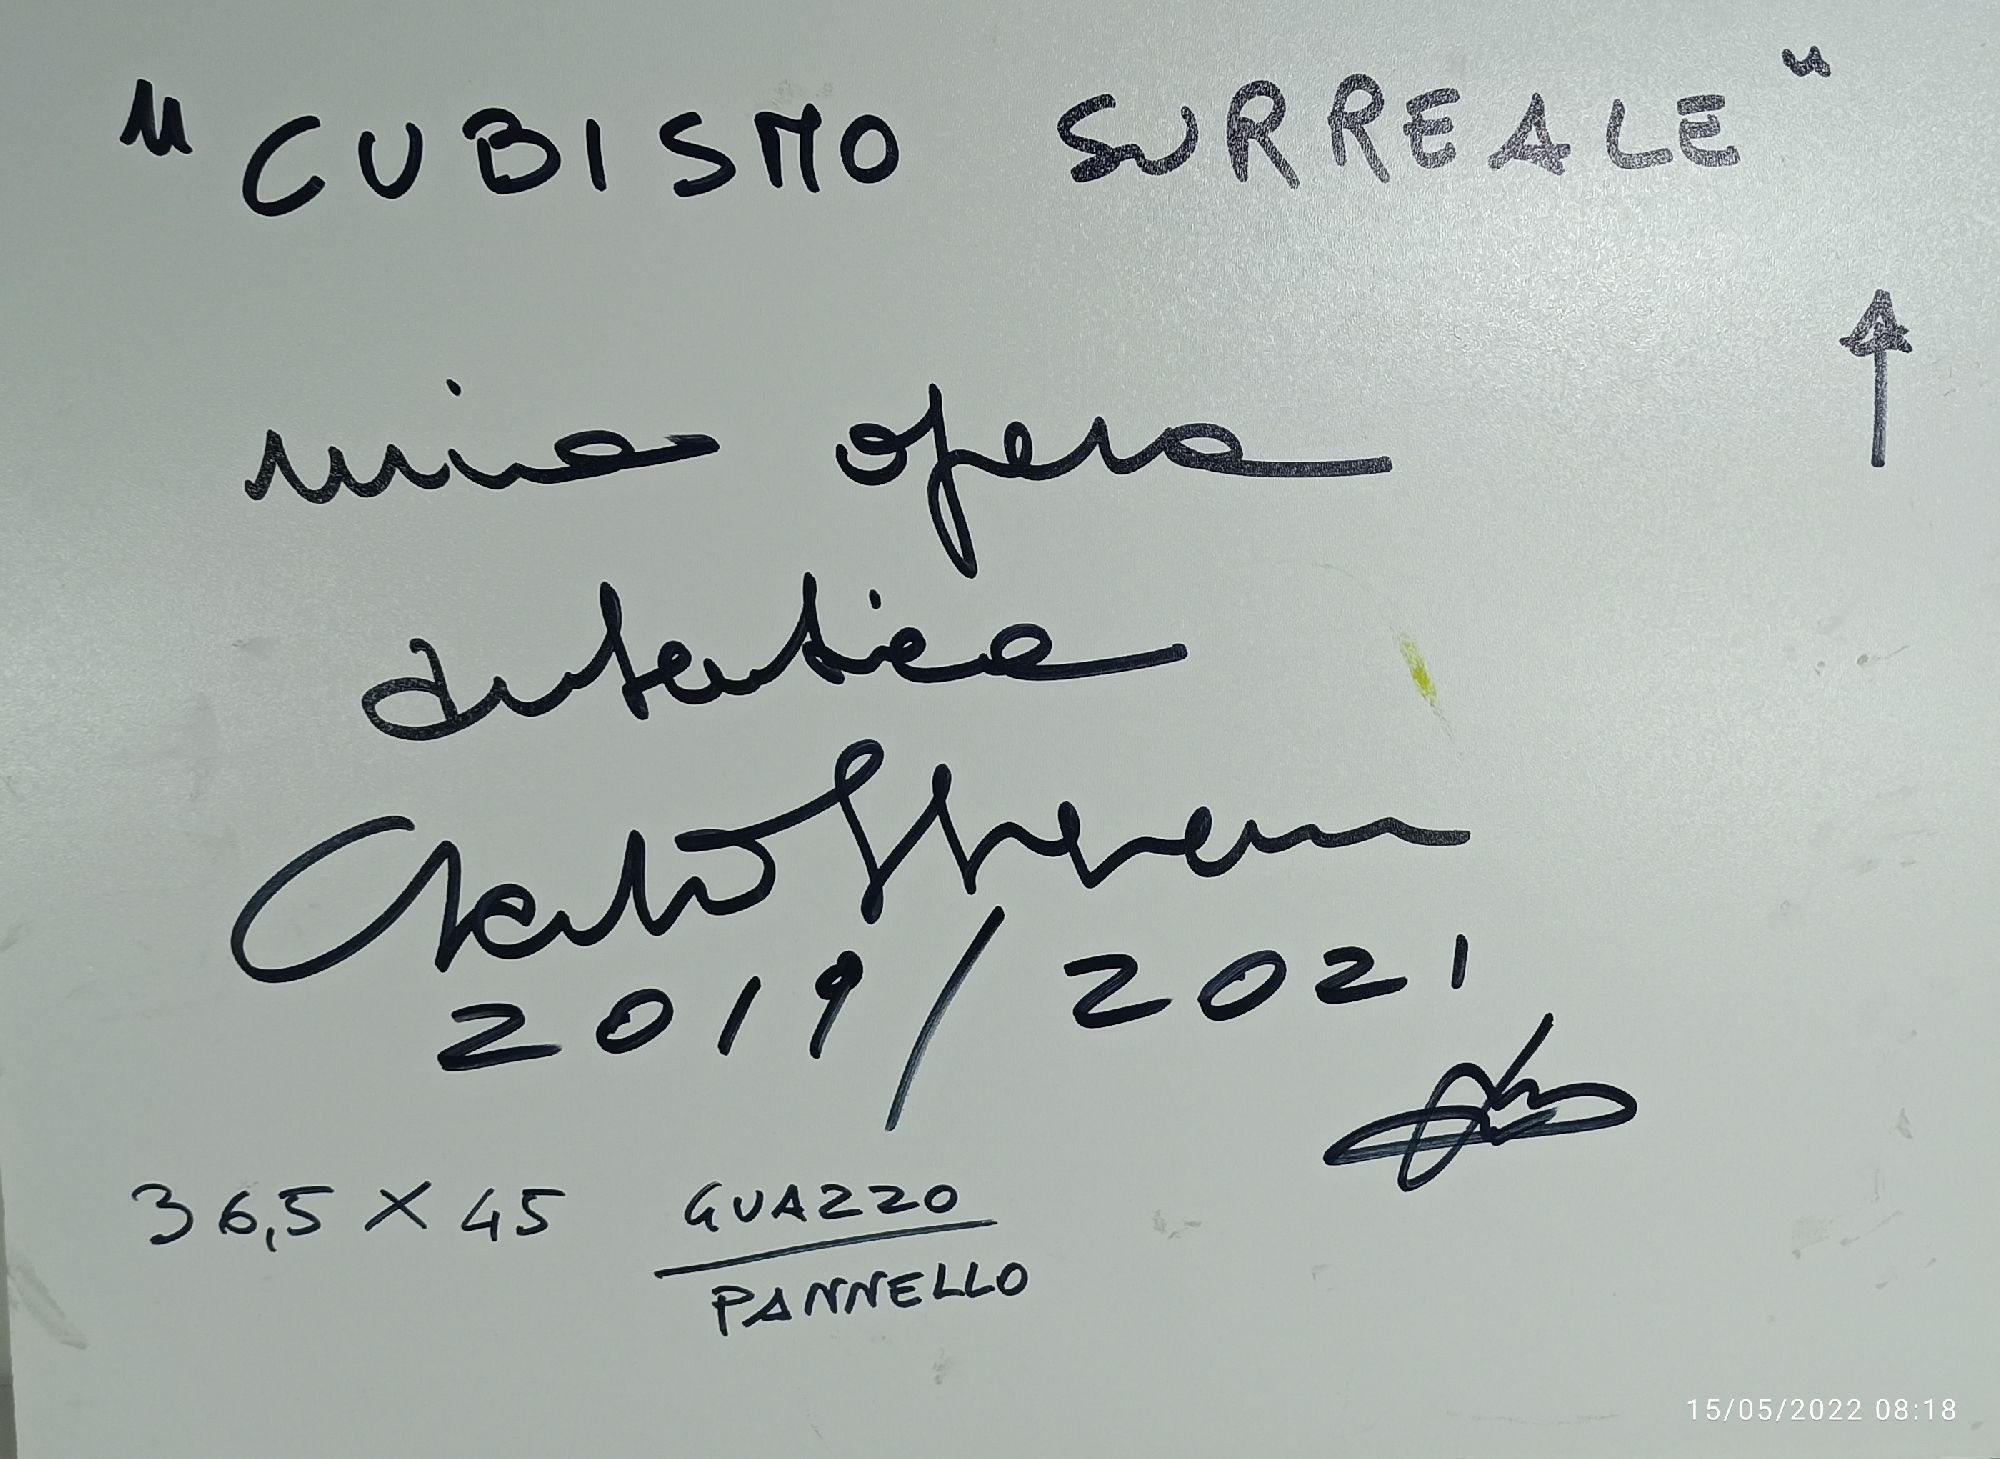 "CUBISMO SURREALE"
mia opera
autentica
2019/2021
36,5 X 45 GUAZZO
PANNELLO
15/05/2022 08:18